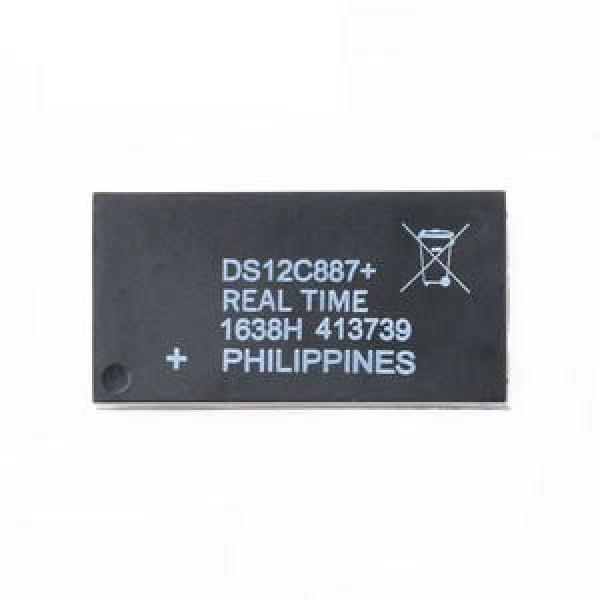 DS12C887+
REAL TIME
1638H 413739
+ PHILIPPINES